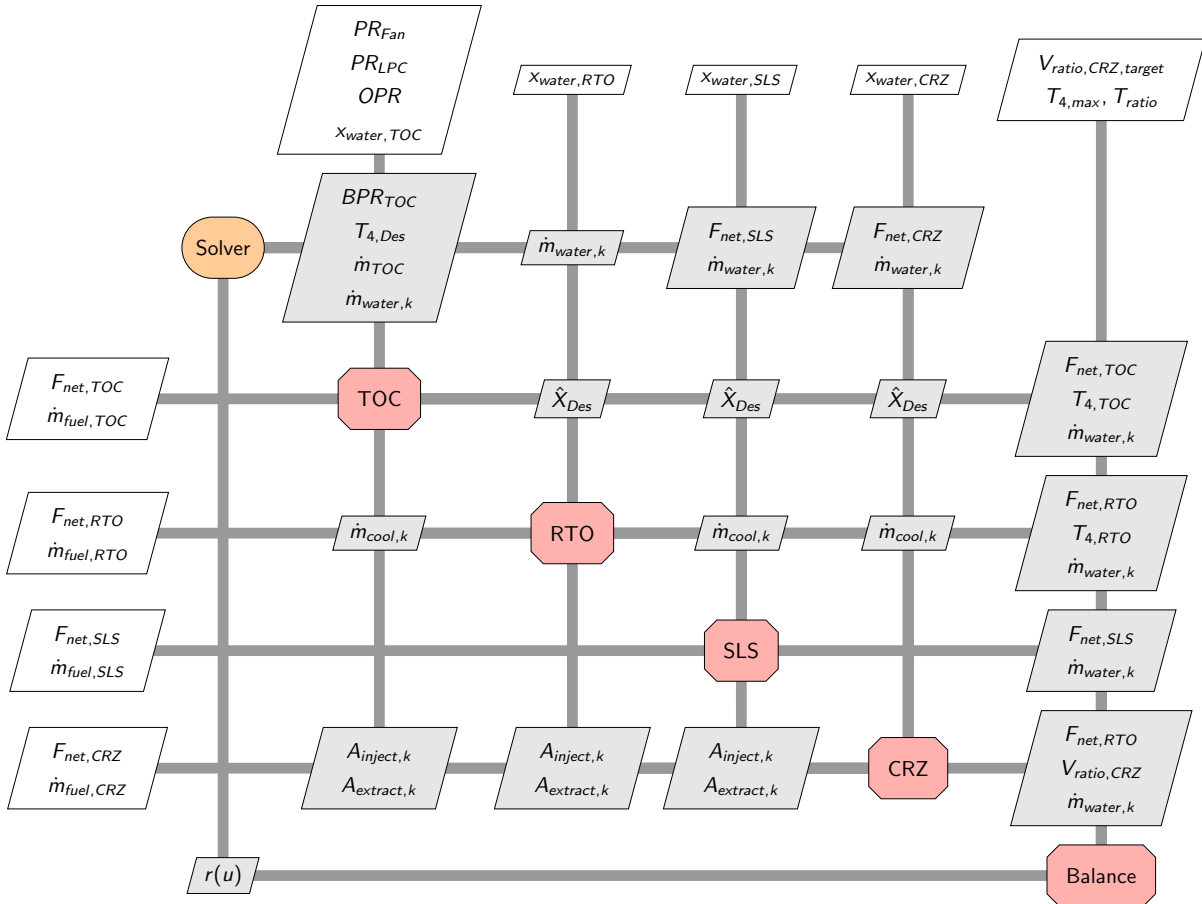 PR_Fan
PR_LPC
OPR
x_water,TOC
x_water,RTO
x_water,SLS
x_water,CRZ
V_ratio,CRZ,target
T_4,max, T_ratio
Solver
BPR_TOC
T_4,Des
ṁ_TOC
ṁ_water,k
ṁ_water,k
F_net,SLS
ṁ_water,k
F_net,CRZ
ṁ_water,k
F_net,TOC
ṁ_fuel,TOC
TOC
X̂_Des
X̂_Des
X̂_Des
F_net,TOC
T_4,TOC
ṁ_water,k
F_net,RTO
ṁ_fuel,RTO
ṁ_cool,k
RTO
ṁ_cool,k
ṁ_cool,k
F_net,RTO
T_4,RTO
ṁ_water,k
F_net,SLS
ṁ_fuel,SLS
SLS
F_net,SLS
ṁ_water,k
F_net,CRZ
ṁ_fuel,CRZ
A_inject,k
A_extract,k
A_inject,k
A_extract,k
A_inject,k
A_extract,k
CRZ
F_net,RTO
V_ratio,CRZ
ṁ_water,k
r(u)
Balance